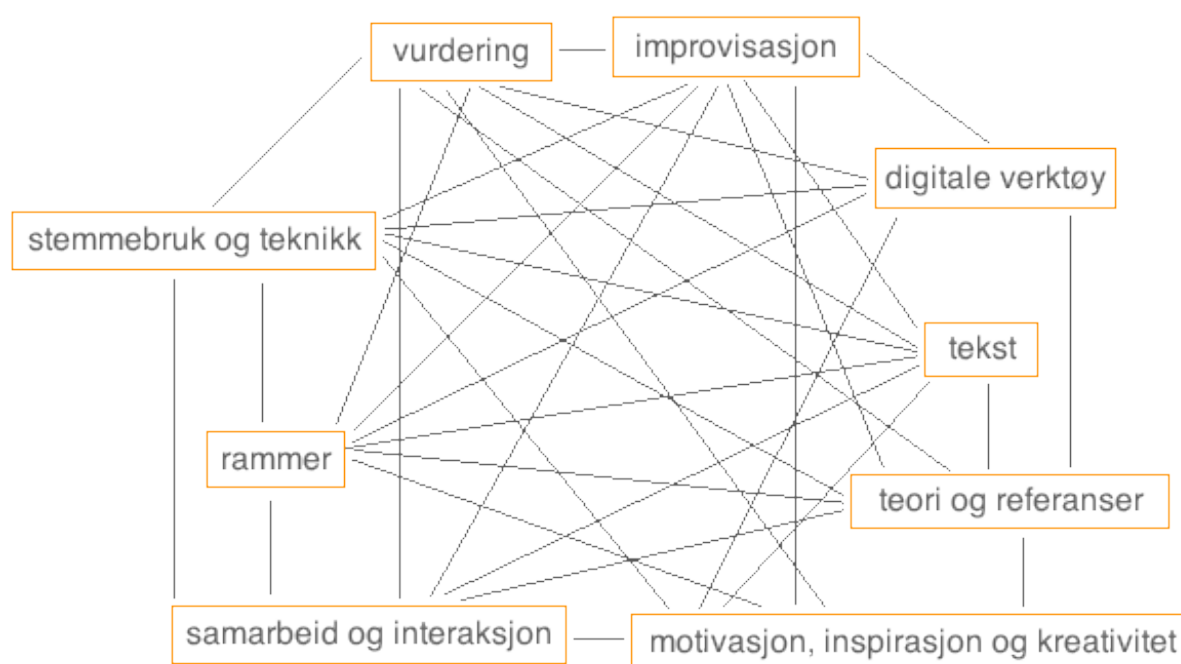 vurdering
improvisasjon
digitale verktøy
stemmebruk og teknikk
tekst
rammer
teori og referanser
samarbeid og interaksjon
motivasjon, inspirasjon og kreativitet